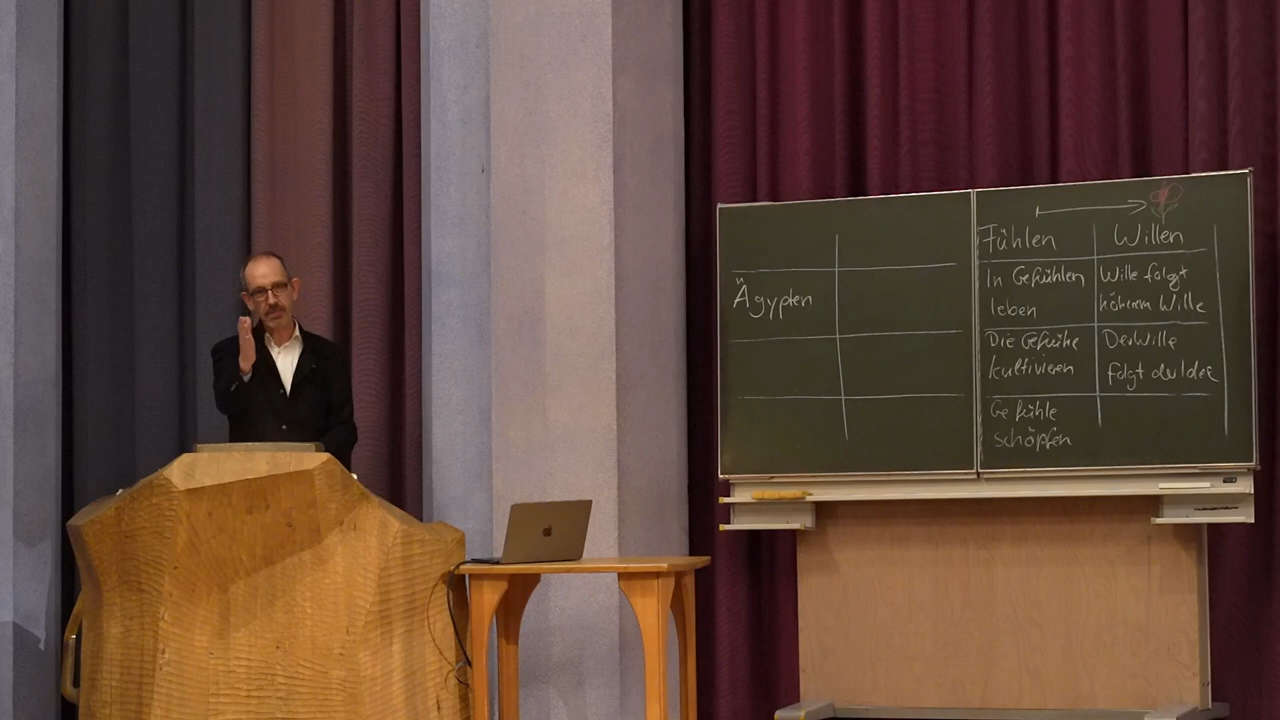 Ägypten
Fühlen
Willen
In Gefühlen
leben
Wille folgt
höherem Wille
Die Gefühle
kultivieren
Der Wille
folgt der Idee
Gefühle
schöpfen